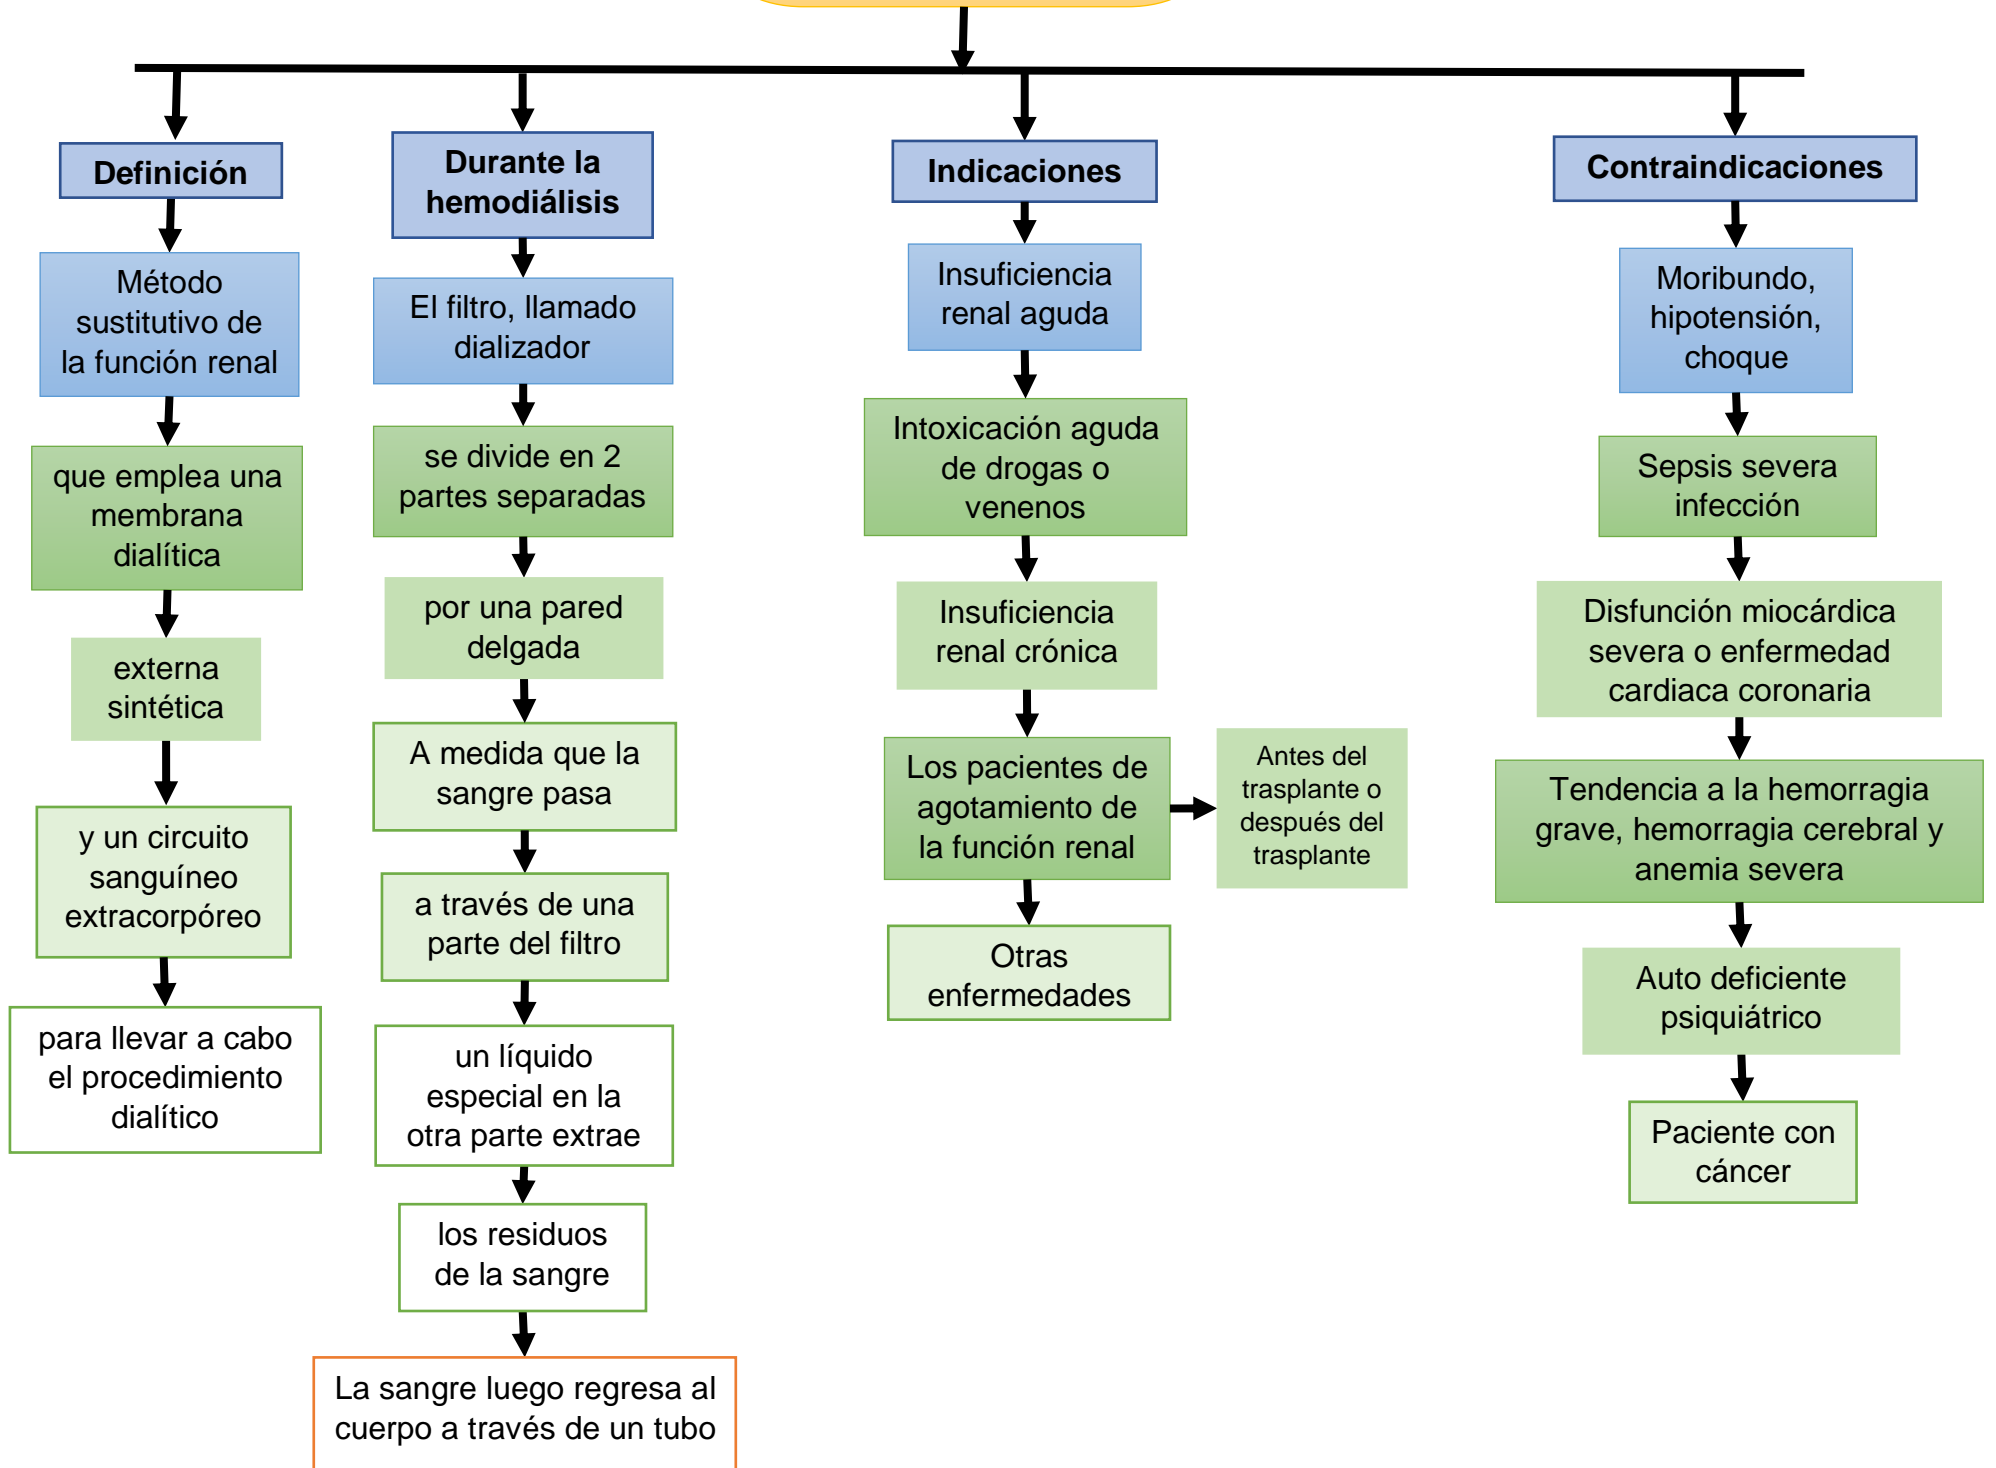 Definición
Método
sustitutivo de
la función renal
que emplea una
membrana
dialítica
externa
sintética
y un circuito
sanguíneo
extracorpóreo
para llevar a cabo
el procedimiento
dialítico
Durante la
hemodiálisis
El filtro, llamado
dializador
se divide en 2
partes separadas
por una pared
delgada
A medida que la
sangre pasa
a través de una
parte del filtro
un líquido
especial en la
otra parte extrae
los residuos
de la sangre
La sangre luego regresa al
cuerpo a través de un tubo
Indicaciones
Insuficiencia
renal aguda
Intoxicación aguda
de drogas o
venenos
Insuficiencia
renal crónica
Los pacientes de
agotamiento de
la función renal
Antes del
trasplante o
después del
trasplante
Otras
enfermedades
Contraindicaciones
Moribundo,
hipotensión,
choque
Sepsis severa
infección
Disfunción miocárdica
severa o enfermedad
cardiaca coronaria
Tendencia a la hemorragia
grave, hemorragia cerebral y
anemia severa
Auto deficiente
psiquiátrico
Paciente con
cáncer